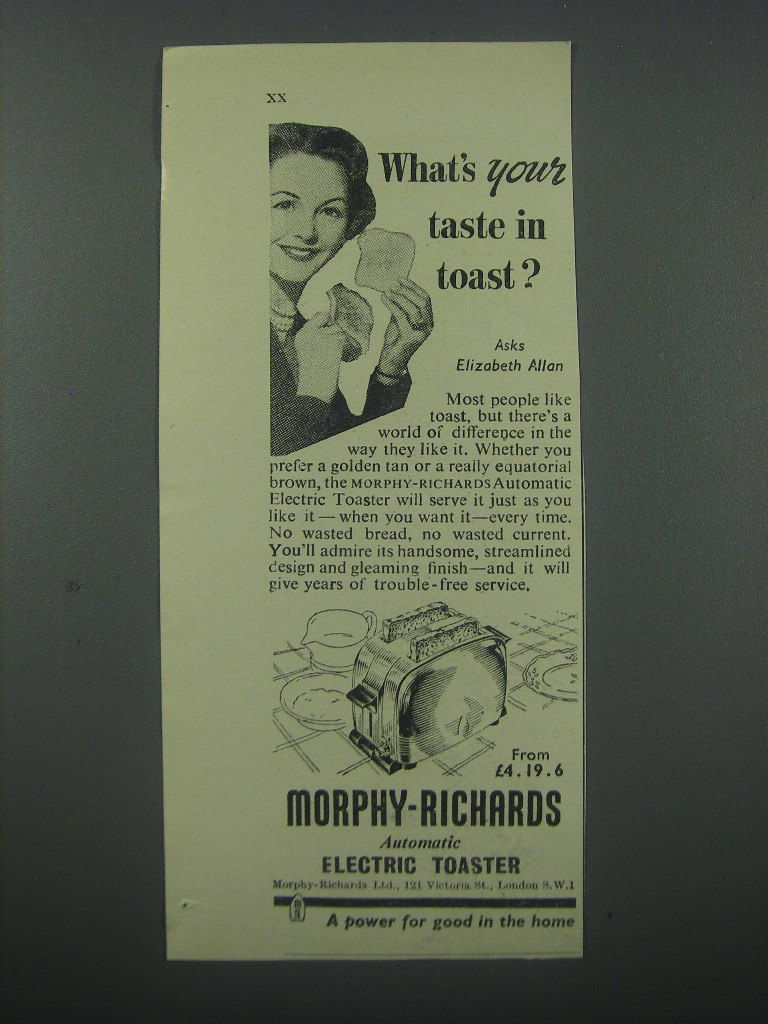 xx
What's your
taste in
toast?
Asks
Elizabeth Allan
Most people like
toast, but there's a
world of difference in the
way they like it. Whether you
prefer a golden tan or a really equatorial
brown, the MORPHY-RICHARDS Automatic
Electric Toaster will serve it just as you
like it — when you want it—every time.
No wasted bread, no wasted current.
You'll admire its handsome, streamlined
design and gleaming finish—and it will
give years of trouble-free service.
From
£4.19.6
MORPHY-RICHARDS
Automatic
ELECTRIC TOASTER
Morphy-Richards Ltd., 121 Victoria St., London S.W.1
A power for good in the home